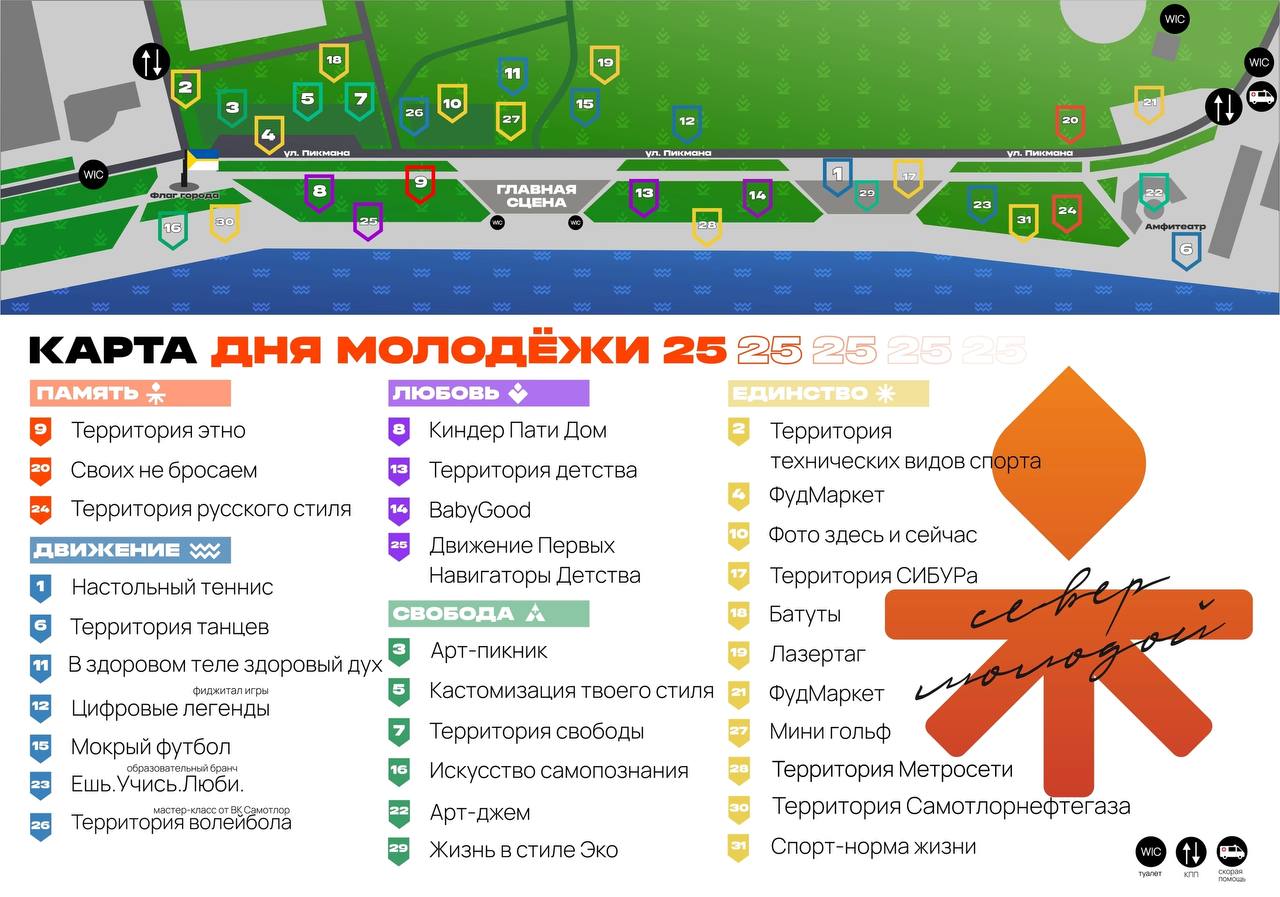 WIC
18
19
2
11
WIC
5
7
10
21
3
26
15
27
12
20
4
ул. Пикмана
ул. Пикмана
ул. Пикмана
WIC
8
9
ГЛАВНАЯ
СЦЕНА
13
14
1
29
17
23
22
Флаг города
16
30
25
WIC
WIC
28
31
24
Амфитеатр
6
КАРТА ДНЯ МОЛОДЁЖИ 25 25 25 25 25
ПАМЯТЬ
9 Территория этно
20 Своих не бросаем
24 Территория русского стиля
ДВИЖЕНИЕ
1 Настольный теннис
6 Территория танцев
11 В здоровом теле здоровый дух
фиджитал игры
12 Цифровые легенды
15 Мокрый футбол
образовательный бранч
23 Ешь.Учись.Люби.
мастер-класс от ВК Самотлор
26 Территория волейбола
ЛЮБОВЬ
8 Киндер Пати Дом
13 Территория детства
14 BabyGood
25 Движение Первых
Навигаторы Детства
СВОБОДА
3 Арт-пикник
5 Кастомизация твоего стиля
7 Территория свободы
16 Искусство самопознания
22 Арт-джем
29 Жизнь в стиле Эко
ЕДИНСТВО
2 Территория
технических видов спорта
4 ФудМаркет
10 Фото здесь и сейчас
17 Территория СИБУРа
18 Батуты
19 Лазертаг
21 ФудМаркет
27 Мини гольф
28 Территория Метросети
30 Территория Самотлорнефтегаза
31 Спорт-норма жизни
север
молодой
WIC
туалет
КПП
скорая
помощь